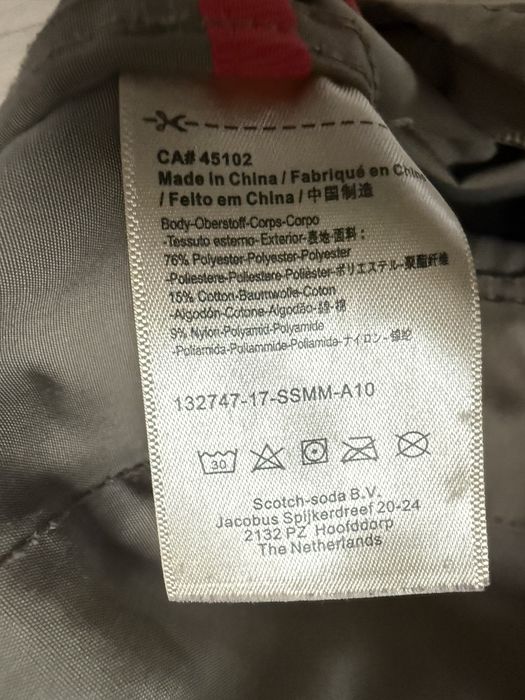 CA# 45102
Made in China / Fabriqué en Chine
/ Feito em China / 中国制造
Body-Oberstoff-Corps-Corpo
-Tessuto esterno-Exterior-表地-面料:
76% Polyester-Polyester-Polyester
-Poliestere-Poliestere-Poliéster-ポリエステル-聚酯纤维
15% Cotton-Baumwolle-Coton
-Algodón-Cotone-Algodão-綿-棉
9% Nylon-Polyamid-Polyamide
-Poliamida-Poliammide-Poliamida-ナイロン-锦纶
132747-17-SSMM-A10
30
Scotch-soda B.V.
Jacobus Spijkerdreef 20-24
2132 PZ Hoofddorp
The Netherlands